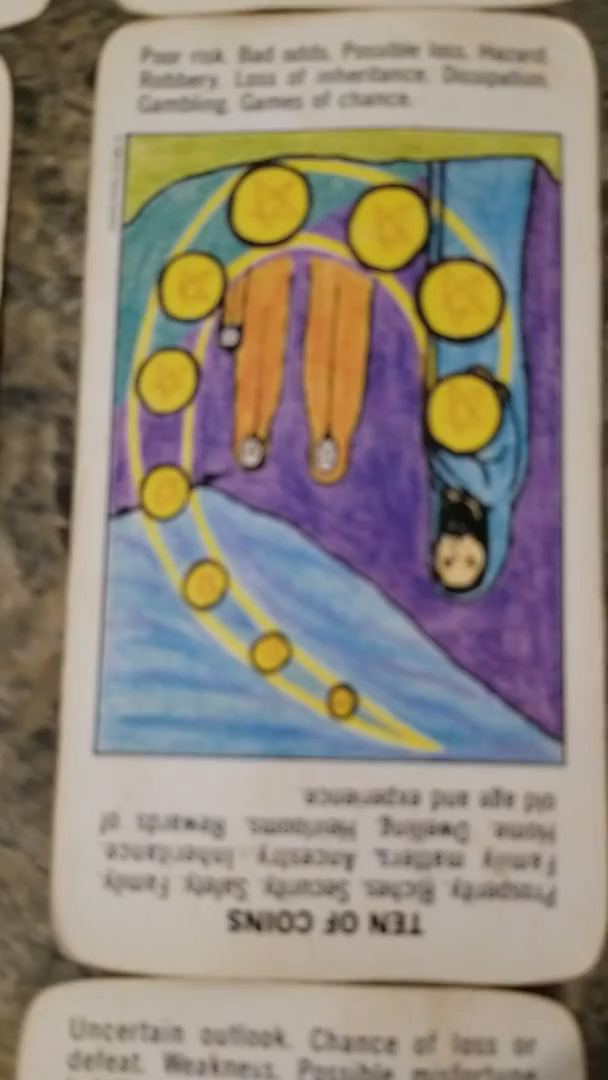 Poor risk. Bad odds. Possible loss. Hazard.
Robbery. Loss of inheritance. Dissipation.
Gambling. Games of chance.
TEN OF COINS
Prosperity. Riches. Security. Safety. Family.
Family matters. Ancestry. Inheritance.
Home. Dwelling. Heirlooms. Rewards of
old age and experience.
Uncertain outlook. Chance of loss or
defeat. Weakness. Possible misfortune